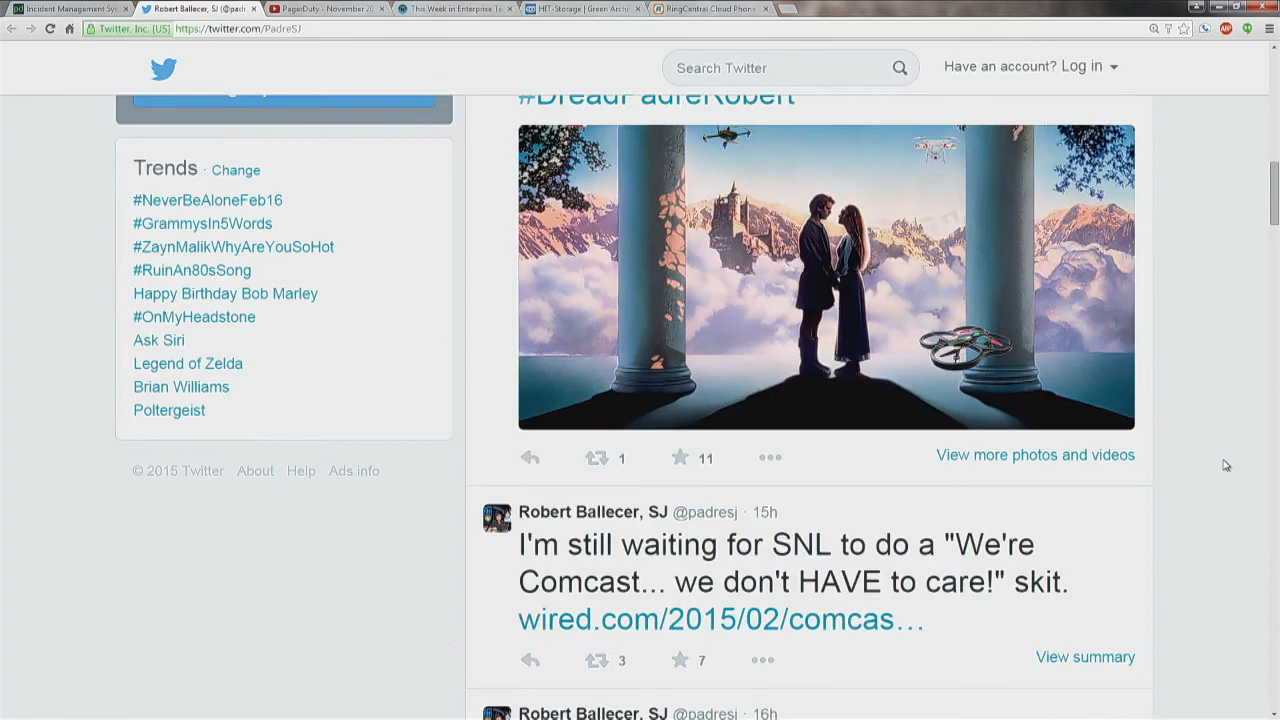 Incident Management Sy
Robert Ballecer, SJ (@padr
PagerDuty - November 20
This Week in Enterprise Te
HIT-Storage | Green Archi
RingCentral Cloud Phone
Twitter, Inc. [US]
https://twitter.com/PadreSJ
Search Twitter
Have an account? Log in
#DreadPadreRobert
Trends · Change
#NeverBeAloneFeb16
#GrammysIn5Words
#ZaynMalikWhyAreYouSoHot
#RuinAn80sSong
Happy Birthday Bob Marley
#OnMyHeadstone
Ask Siri
Legend of Zelda
Brian Williams
Poltergeist
© 2015 Twitter About Help Ads info
1
11
View more photos and videos
Robert Ballecer, SJ @padresj · 15h
I'm still waiting for SNL to do a "We're
Comcast... we don't HAVE to care!" skit.
wired.com/2015/02/comcas…
3
7
View summary
Robert Ballecer, SJ @padresj · 16h